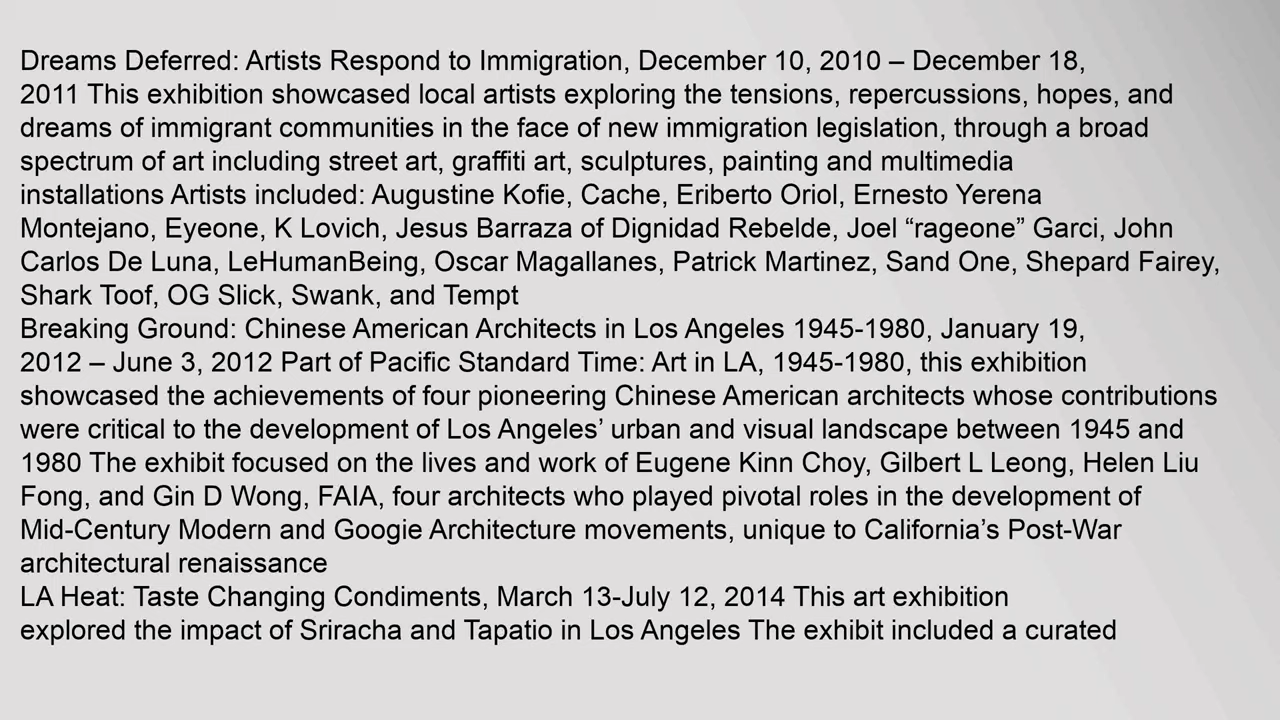 Dreams Deferred: Artists Respond to Immigration, December 10, 2010 – December 18,
2011 This exhibition showcased local artists exploring the tensions, repercussions, hopes, and
dreams of immigrant communities in the face of new immigration legislation, through a broad
spectrum of art including street art, graffiti art, sculptures, painting and multimedia
installations Artists included: Augustine Kofie, Cache, Eriberto Oriol, Ernesto Yerena
Montejano, Eyeone, K Lovich, Jesus Barraza of Dignidad Rebelde, Joel “rageone” Garci, John
Carlos De Luna, LeHumanBeing, Oscar Magallanes, Patrick Martinez, Sand One, Shepard Fairey,
Shark Toof, OG Slick, Swank, and Tempt
Breaking Ground: Chinese American Architects in Los Angeles 1945-1980, January 19,
2012 – June 3, 2012 Part of Pacific Standard Time: Art in LA, 1945-1980, this exhibition
showcased the achievements of four pioneering Chinese American architects whose contributions
were critical to the development of Los Angeles’ urban and visual landscape between 1945 and
1980 The exhibit focused on the lives and work of Eugene Kinn Choy, Gilbert L Leong, Helen Liu
Fong, and Gin D Wong, FAIA, four architects who played pivotal roles in the development of
Mid-Century Modern and Googie Architecture movements, unique to California’s Post-War
architectural renaissance
LA Heat: Taste Changing Condiments, March 13-July 12, 2014 This art exhibition
explored the impact of Sriracha and Tapatio in Los Angeles The exhibit included a curated